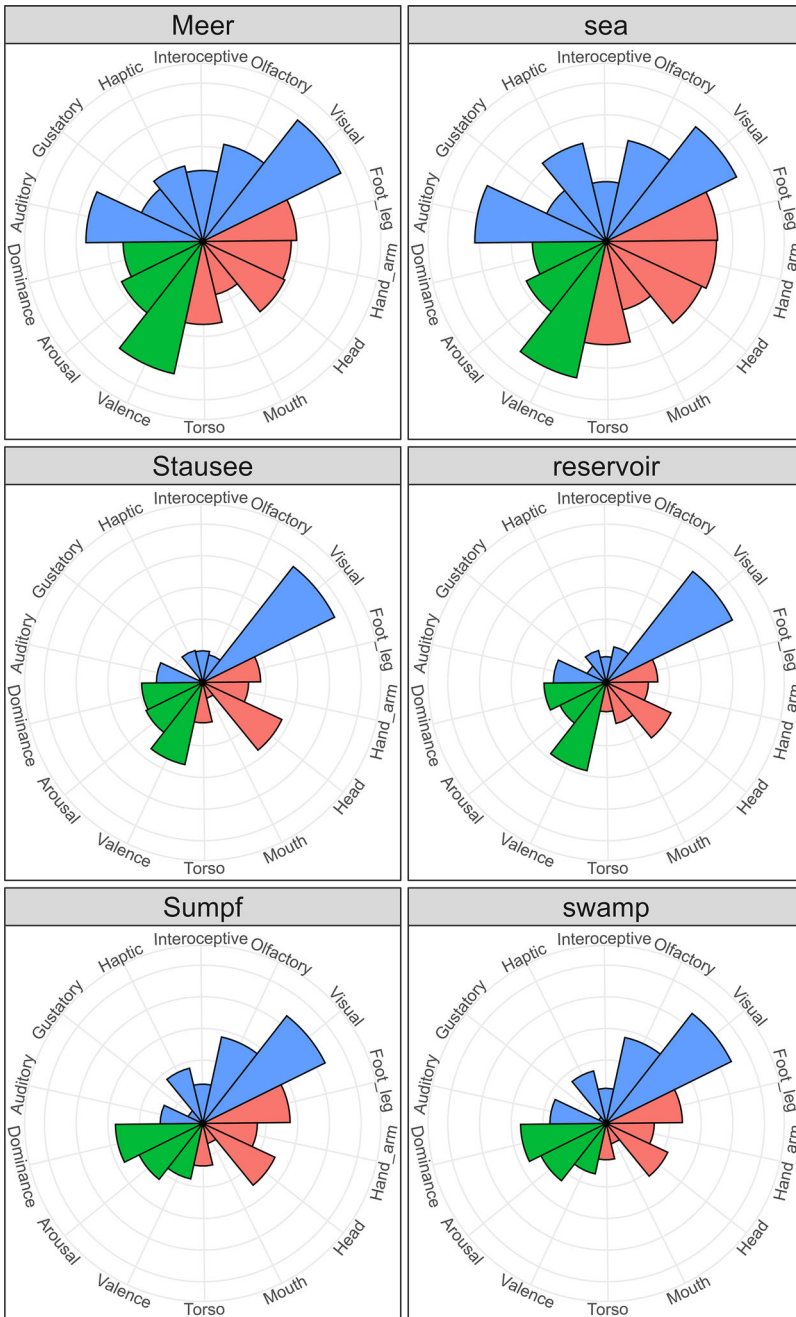 Meer
Interoceptive
Olfactory
Visual
Foot_leg
Hand_arm
Head
Mouth
Torso
Valence
Arousal
Dominance
Auditory
Gustatory
Haptic
sea
Interoceptive
Olfactory
Visual
Foot_leg
Hand_arm
Head
Mouth
Torso
Valence
Arousal
Dominance
Auditory
Gustatory
Haptic
Stausee
Interoceptive
Olfactory
Visual
Foot_leg
Hand_arm
Head
Mouth
Torso
Valence
Arousal
Dominance
Auditory
Gustatory
Haptic
reservoir
Interoceptive
Olfactory
Visual
Foot_leg
Hand_arm
Head
Mouth
Torso
Valence
Arousal
Dominance
Auditory
Gustatory
Haptic
Sumpf
Interoceptive
Olfactory
Visual
Foot_leg
Hand_arm
Head
Mouth
Torso
Valence
Arousal
Dominance
Auditory
Gustatory
Haptic
swamp
Interoceptive
Olfactory
Visual
Foot_leg
Hand_arm
Head
Mouth
Torso
Valence
Arousal
Dominance
Auditory
Gustatory
Haptic